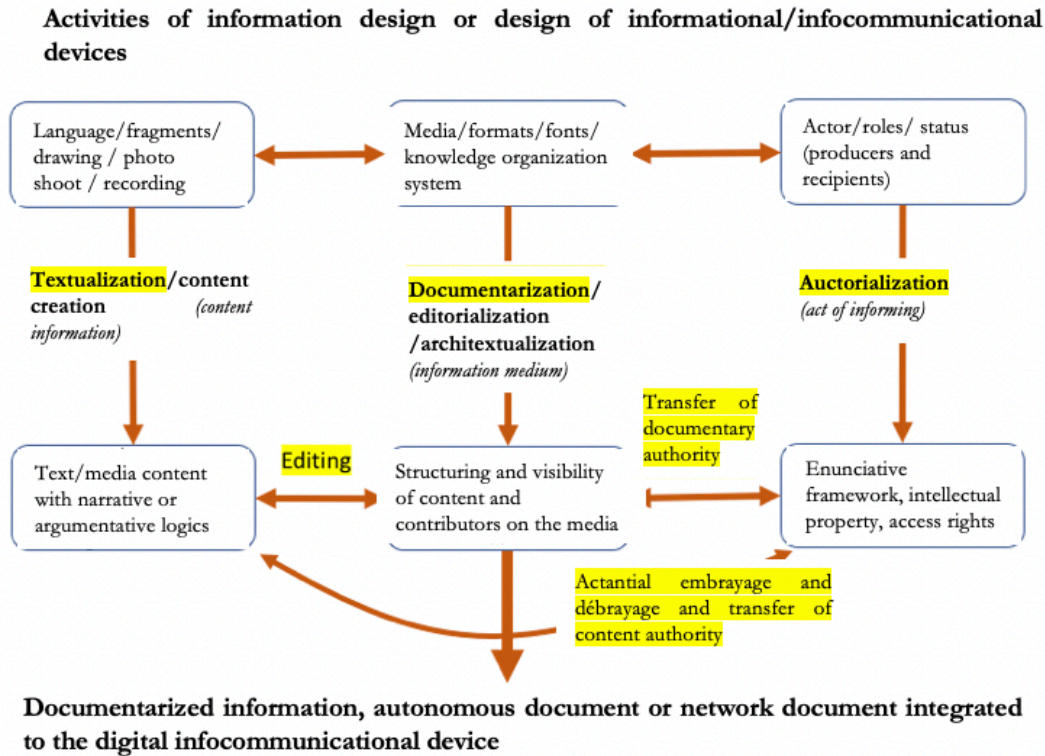 Activities of information design or design of informational/infocommunicational
devices
Language/fragments/
drawing / photo
shoot / recording
Media/formats/fonts/
knowledge organization
system
Actor/roles/ status
(producers and
recipients)
Textualization/content
creation (content
information)
Documentarization/
editorialization
/architextualization
(information medium)
Auctorialization
(act of informing)
Transfer of
documentary
authority
Editing
Text/media content
with narrative or
argumentative logics
Structuring and visibility
of content and
contributors on the media
Enunciative
framework, intellectual
property, access rights
Actantial embrayage and
débrayage and transfer of
content authority
Documentarized information, autonomous document or network document integrated
to the digital infocommunicational device